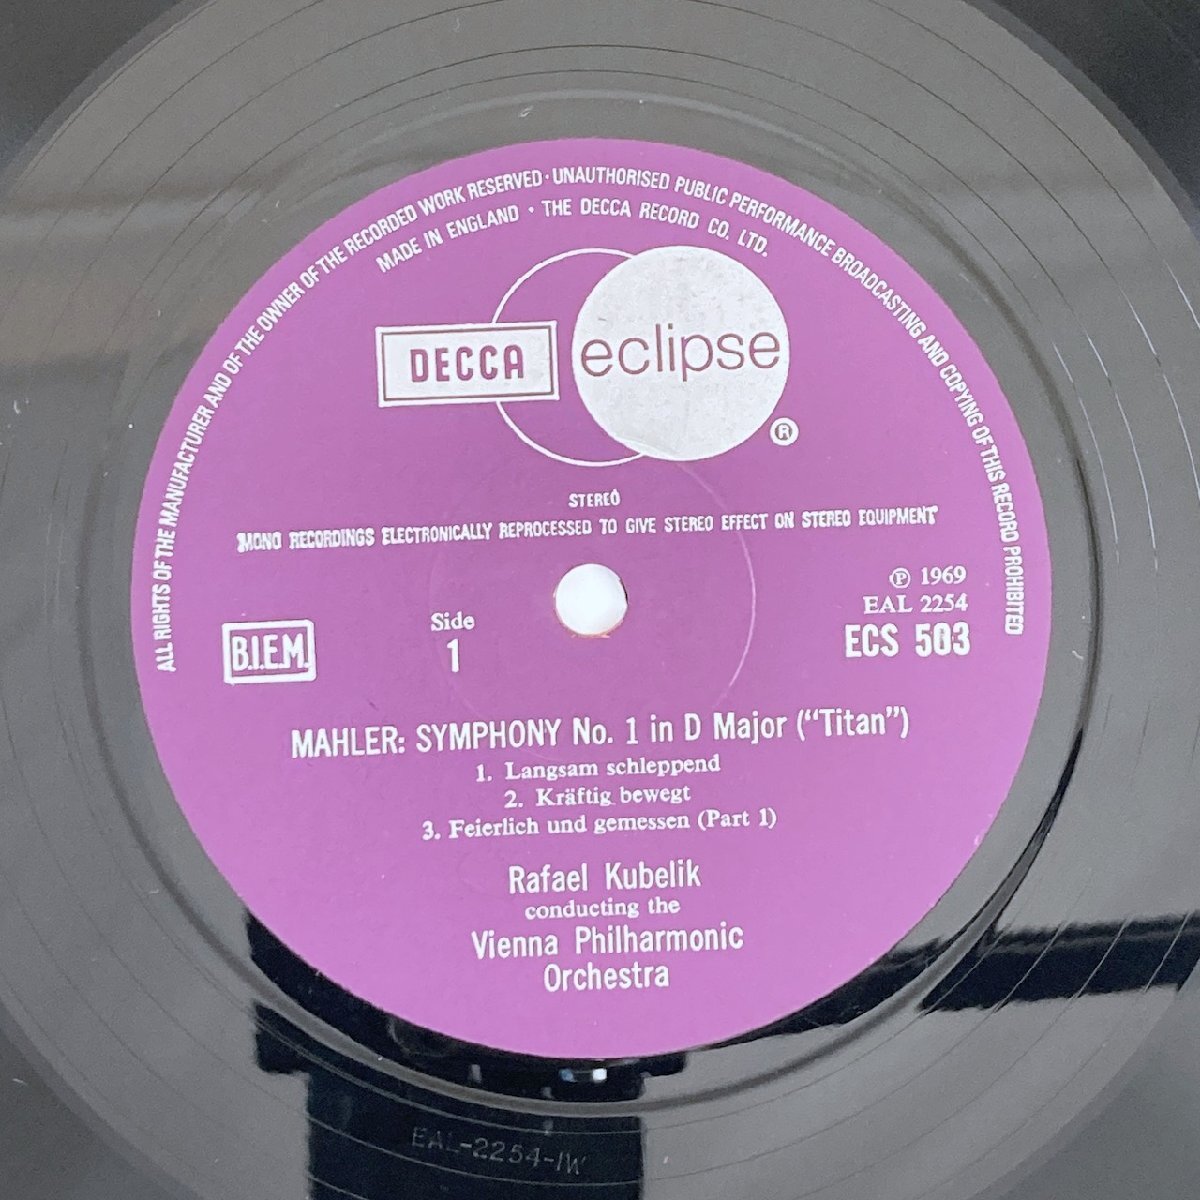 ALL RIGHTS OF THE MANUFACTURER AND OF THE OWNER OF THE RECORDED WORK RESERVED · UNAUTHORISED PUBLIC PERFORMANCE BROADCASTING AND COPYING OF THIS RECORD PROHIBITED
MADE IN ENGLAND · THE DECCA RECORD CO. LTD.
DECCA eclipse
®
STEREO
MONO RECORDINGS ELECTRONICALLY REPROCESSED TO GIVE STEREO EFFECT ON STEREO EQUIPMENT
℗ 1969
EAL 2254
ECS 503
B.I.E.M.
Side
1
MAHLER: SYMPHONY No. 1 in D Major (“Titan”)
1. Langsam schleppend
2. Kräftig bewegt
3. Feierlich und gemessen (Part 1)
Rafael Kubelik
conducting the
Vienna Philharmonic
Orchestra
EAL-2254-1W